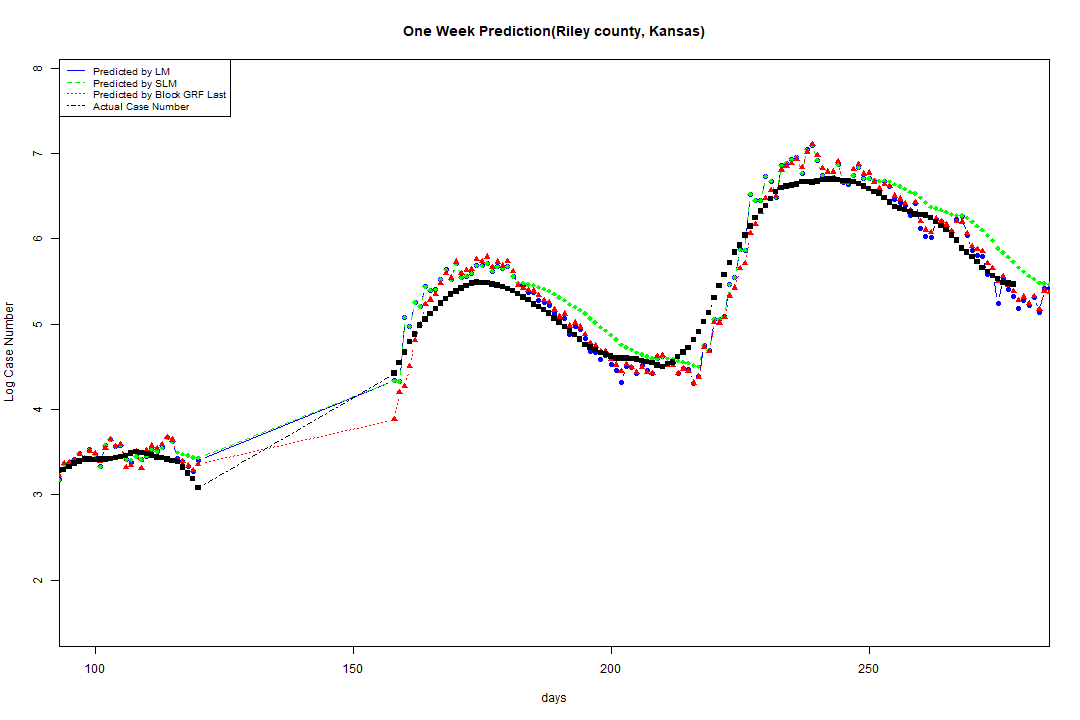 One Week Prediction(Riley county, Kansas)
Predicted by LM
Predicted by SLM
Predicted by Block GRF Last
Actual Case Number
Log Case Number
8
7
6
5
4
3
2
100 150 200 250
days